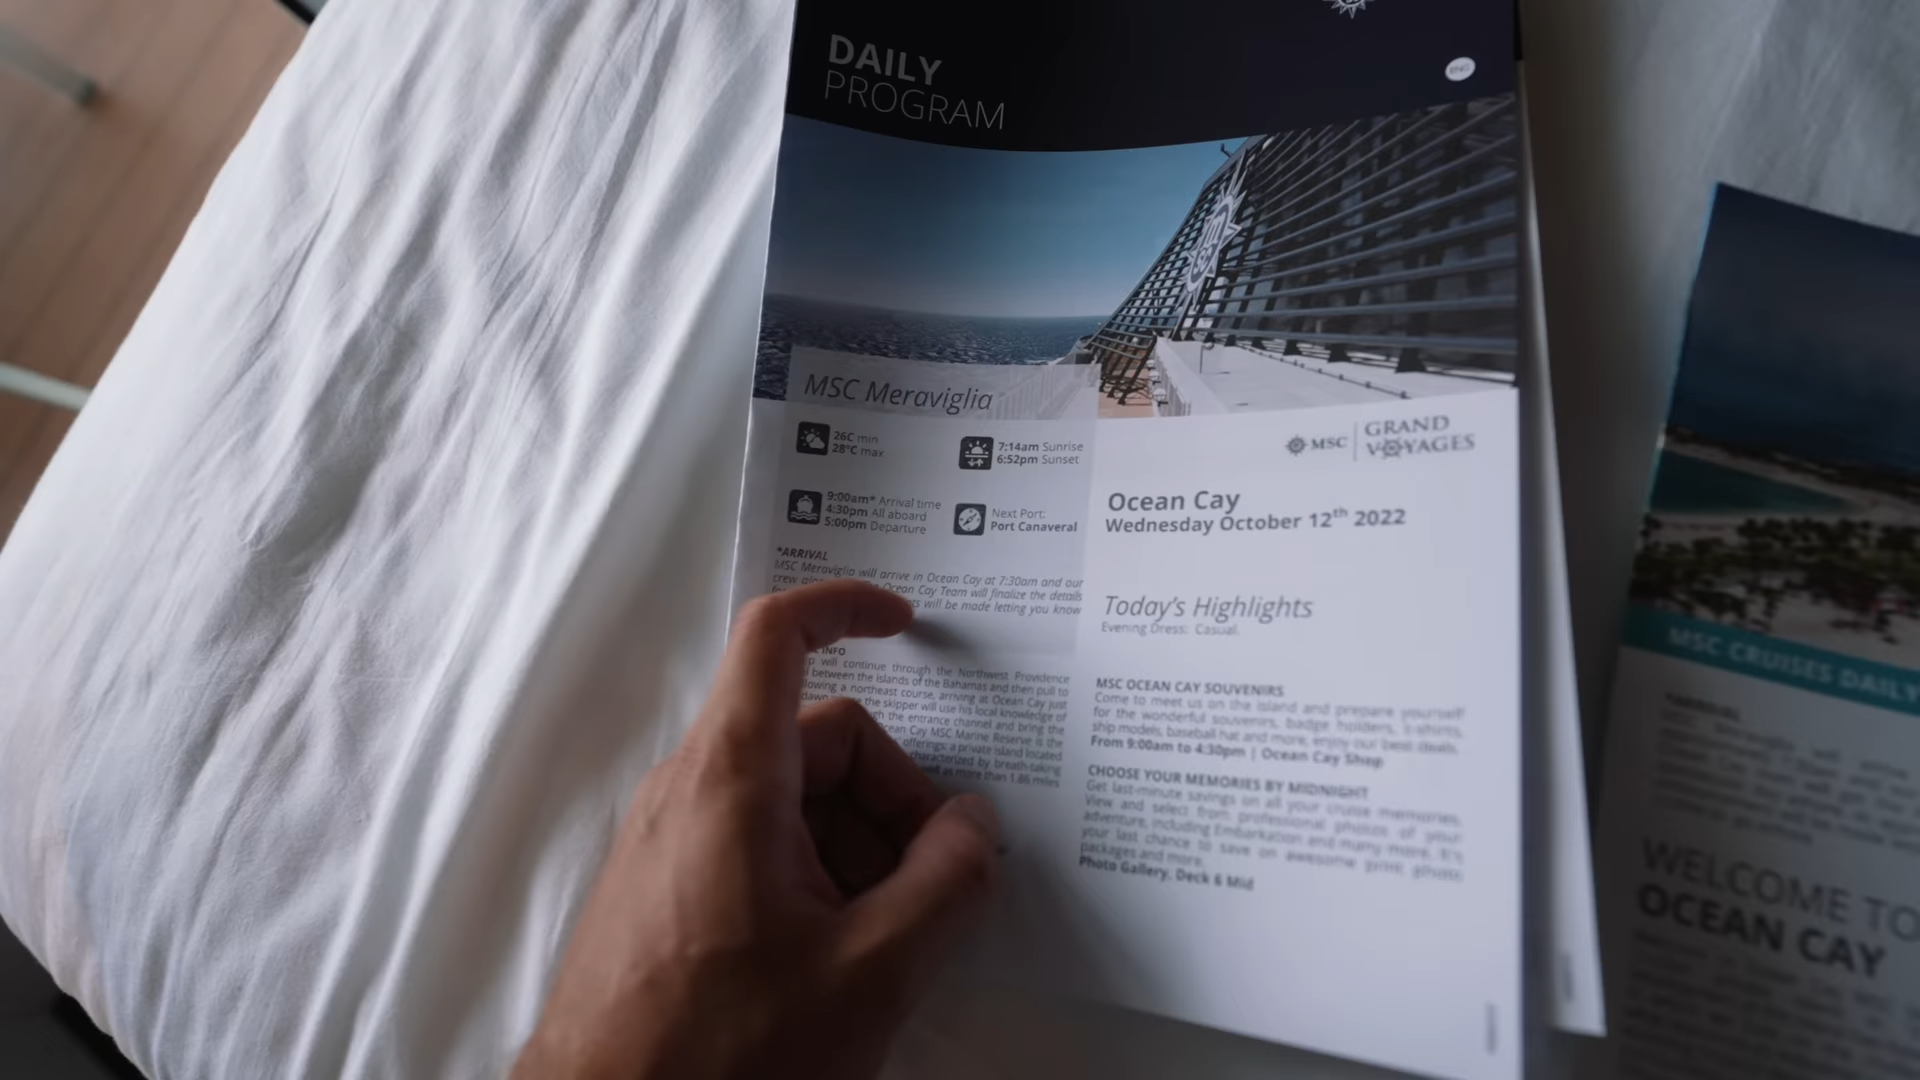 DAILY
PROGRAM
ENG
MSC
MSC Meraviglia
26C min
28°C max
7:14am Sunrise
6:52pm Sunset
9:00am* Arrival time
4:30pm All aboard
5:00pm Departure
Next Port:
Port Canaveral
*ARRIVAL
MSC Meraviglia will arrive in Ocean Cay at 7:30am and our
crew Ocean Cay Team will finalize the details
will be made letting you know
INFO
will continue through the Northwest Providence
between the islands of the Bahamas and then pull to
a northeast course, arriving at Ocean Cay just
the skipper will use his local knowledge of
the entrance channel and bring the
Ocean Cay MSC Marine Reserve is the
offerings: a private island located
characterized by breath-taking
as more than 1.86 miles
MSC GRAND
VOYAGES
Ocean Cay
Wednesday October 12th 2022
Today's Highlights
Evening Dress: Casual.
MSC OCEAN CAY SOUVENIRS
Come to meet us on the island and prepare yourself
for the wonderful souvenirs, badge holders, t-shirts,
ship models, baseball hat and more, enjoy our best deals.
From 9:00am to 4:30pm | Ocean Cay Shop
CHOOSE YOUR MEMORIES BY MIDNIGHT
Get last-minute savings on all your cruise memories.
View and select from professional photos of your
adventure, including Embarkation and many more. It's
your last chance to save on awesome print, photo
packages and more.
Photo Gallery, Deck 6 Mid
MSC CRUISES DAILY
*ARRIVAL
WELCOME TO
OCEAN CAY